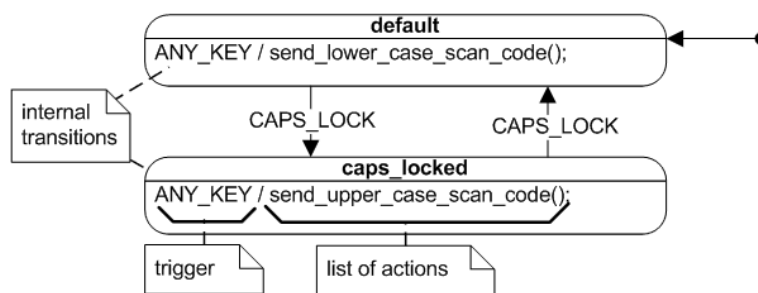 default
ANY_KEY / send_lower_case_scan_code();
internal
transitions
CAPS_LOCK
CAPS_LOCK
caps_locked
ANY_KEY / send_upper_case_scan_code();
trigger
list of actions